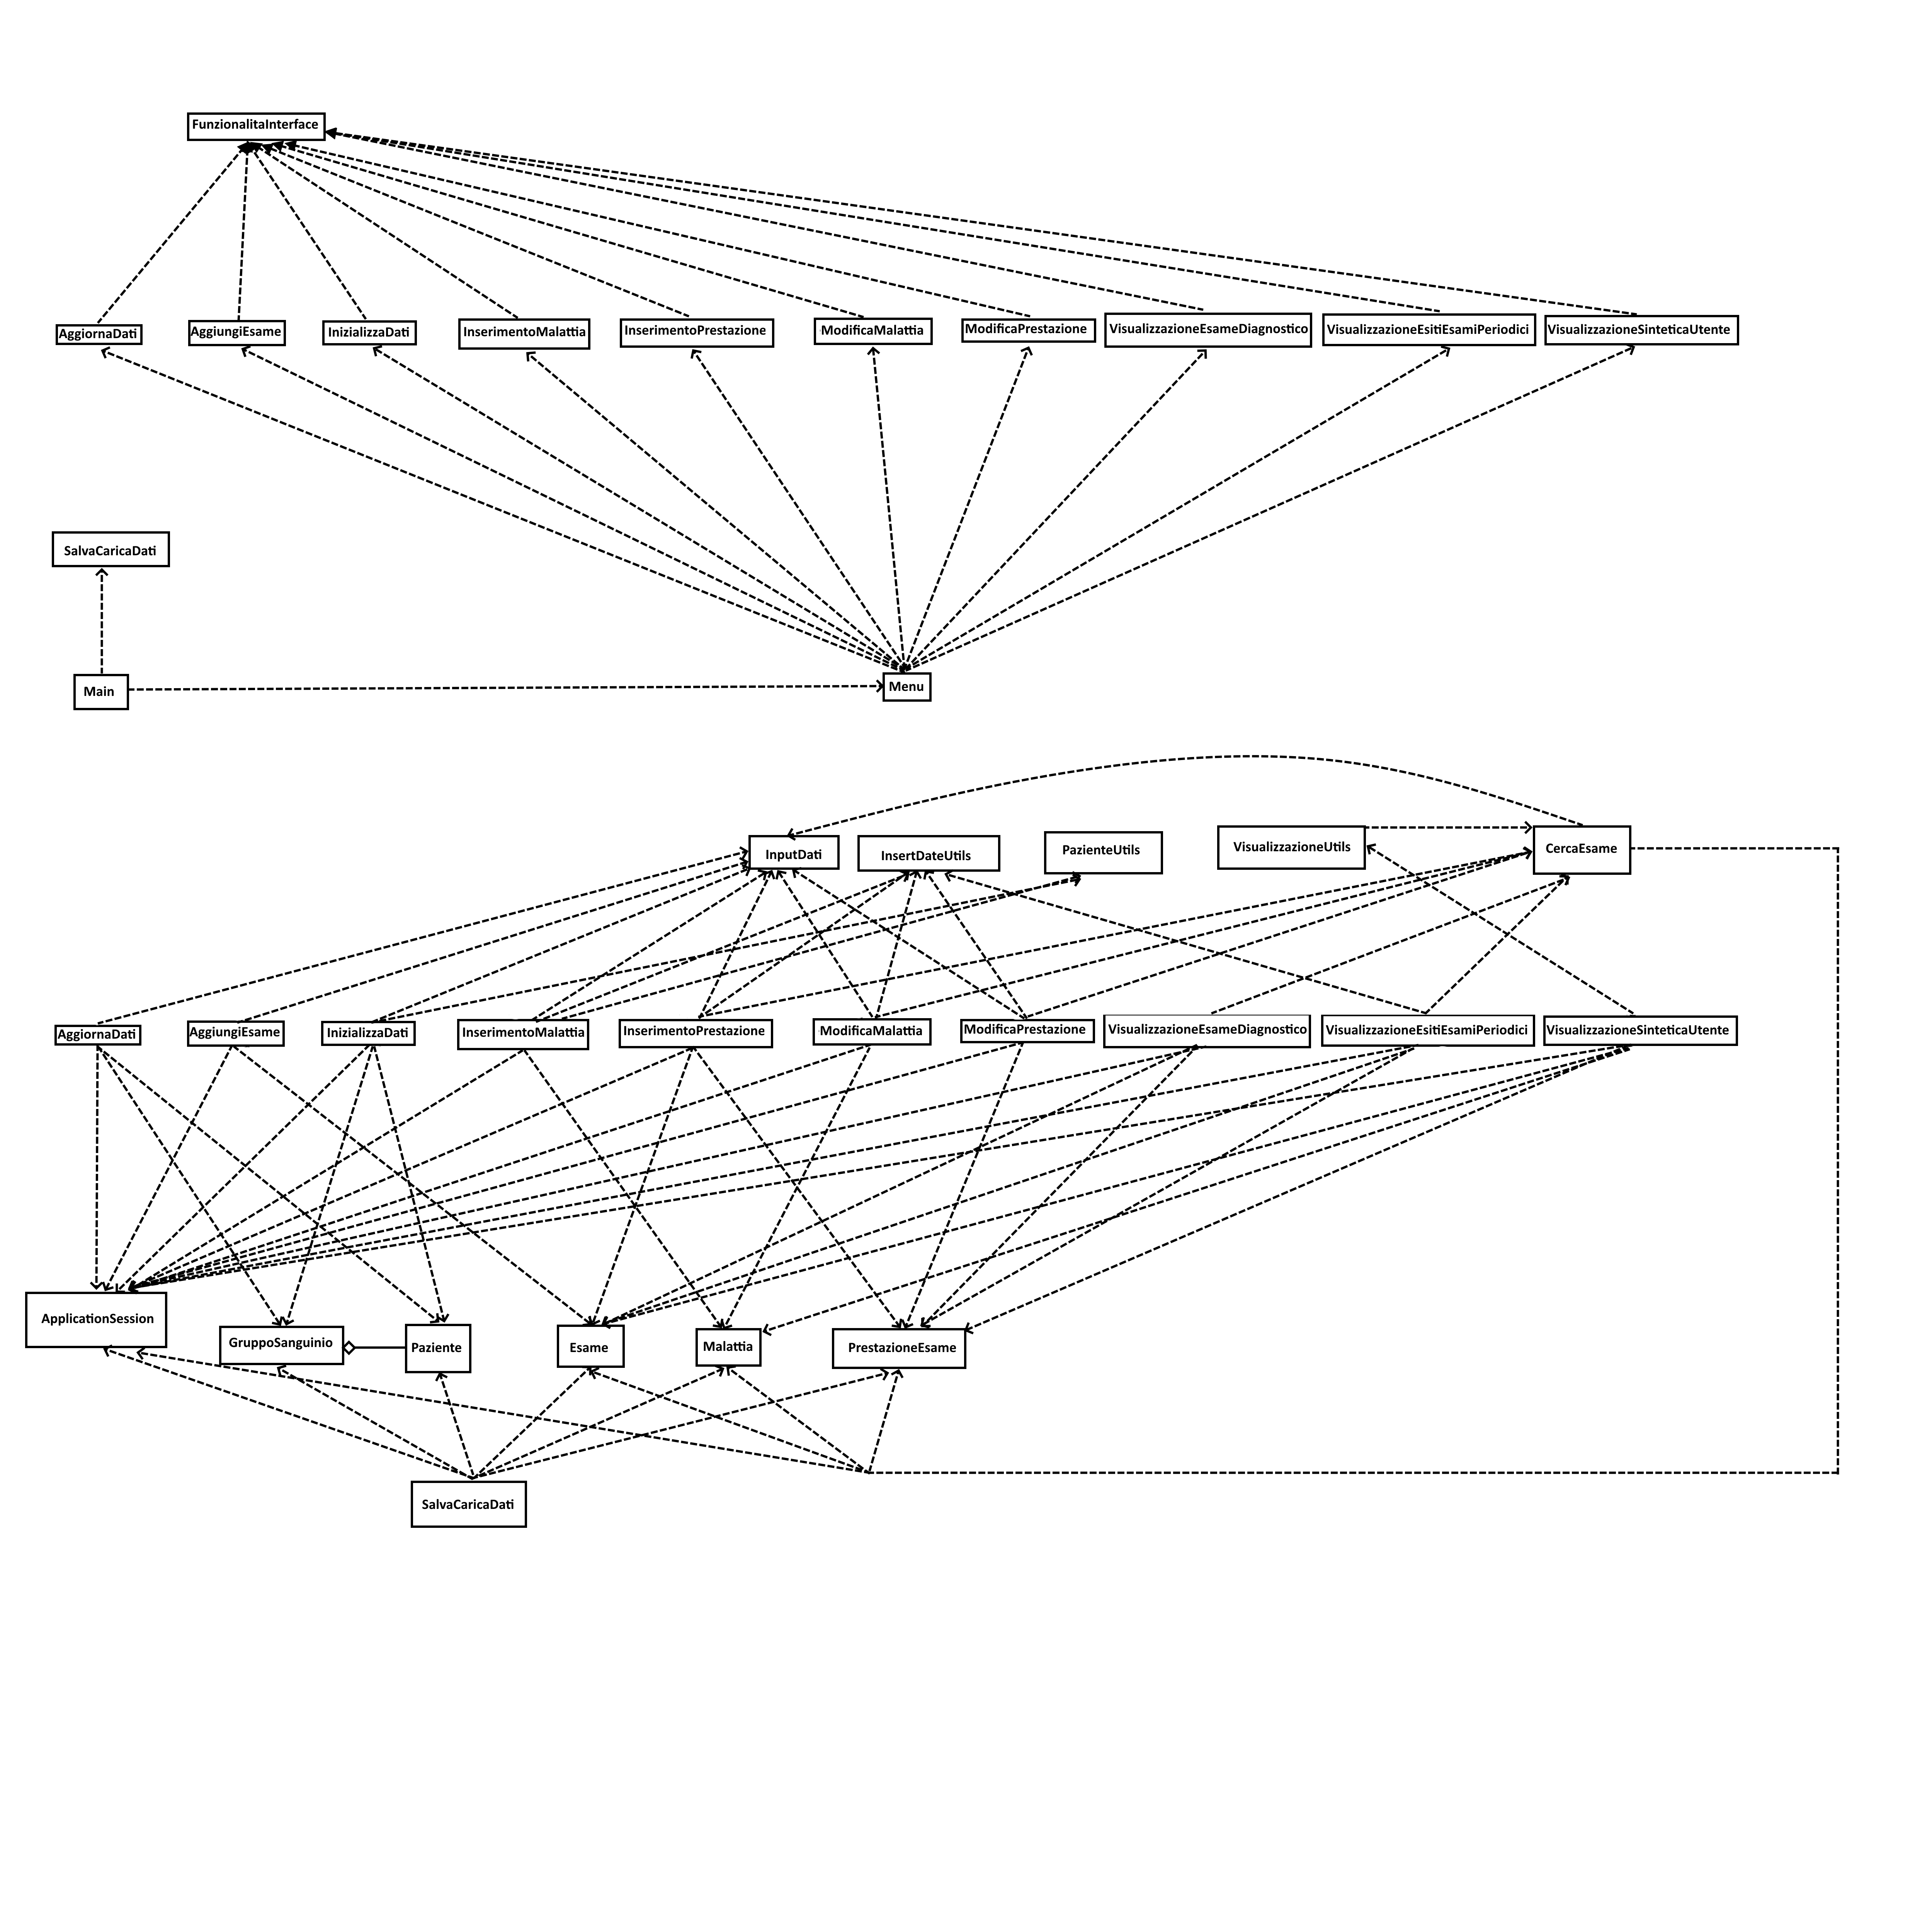 FunzionalitaInterface
AggiornaDati
AggiungiEsame
InizializzaDati
InserimentoMalattia
InserimentoPrestazione
ModificaMalattia
ModificaPrestazione
VisualizzazioneEsameDiagnostico
VisualizzazioneEsitiEsamiPeriodici
VisualizzazioneSinteticaUtente
SalvaCaricaDati
Main
Menu
InputDati
InsertDateUtils
PazienteUtils
VisualizzazioneUtils
CercaEsame
AggiornaDati
AggiungiEsame
InizializzaDati
InserimentoMalattia
InserimentoPrestazione
ModificaMalattia
ModificaPrestazione
VisualizzazioneEsameDiagnostico
VisualizzazioneEsitiEsamiPeriodici
VisualizzazioneSinteticaUtente
ApplicationSession
GruppoSanguinio
Paziente
Esame
Malattia
PrestazioneEsame
SalvaCaricaDati